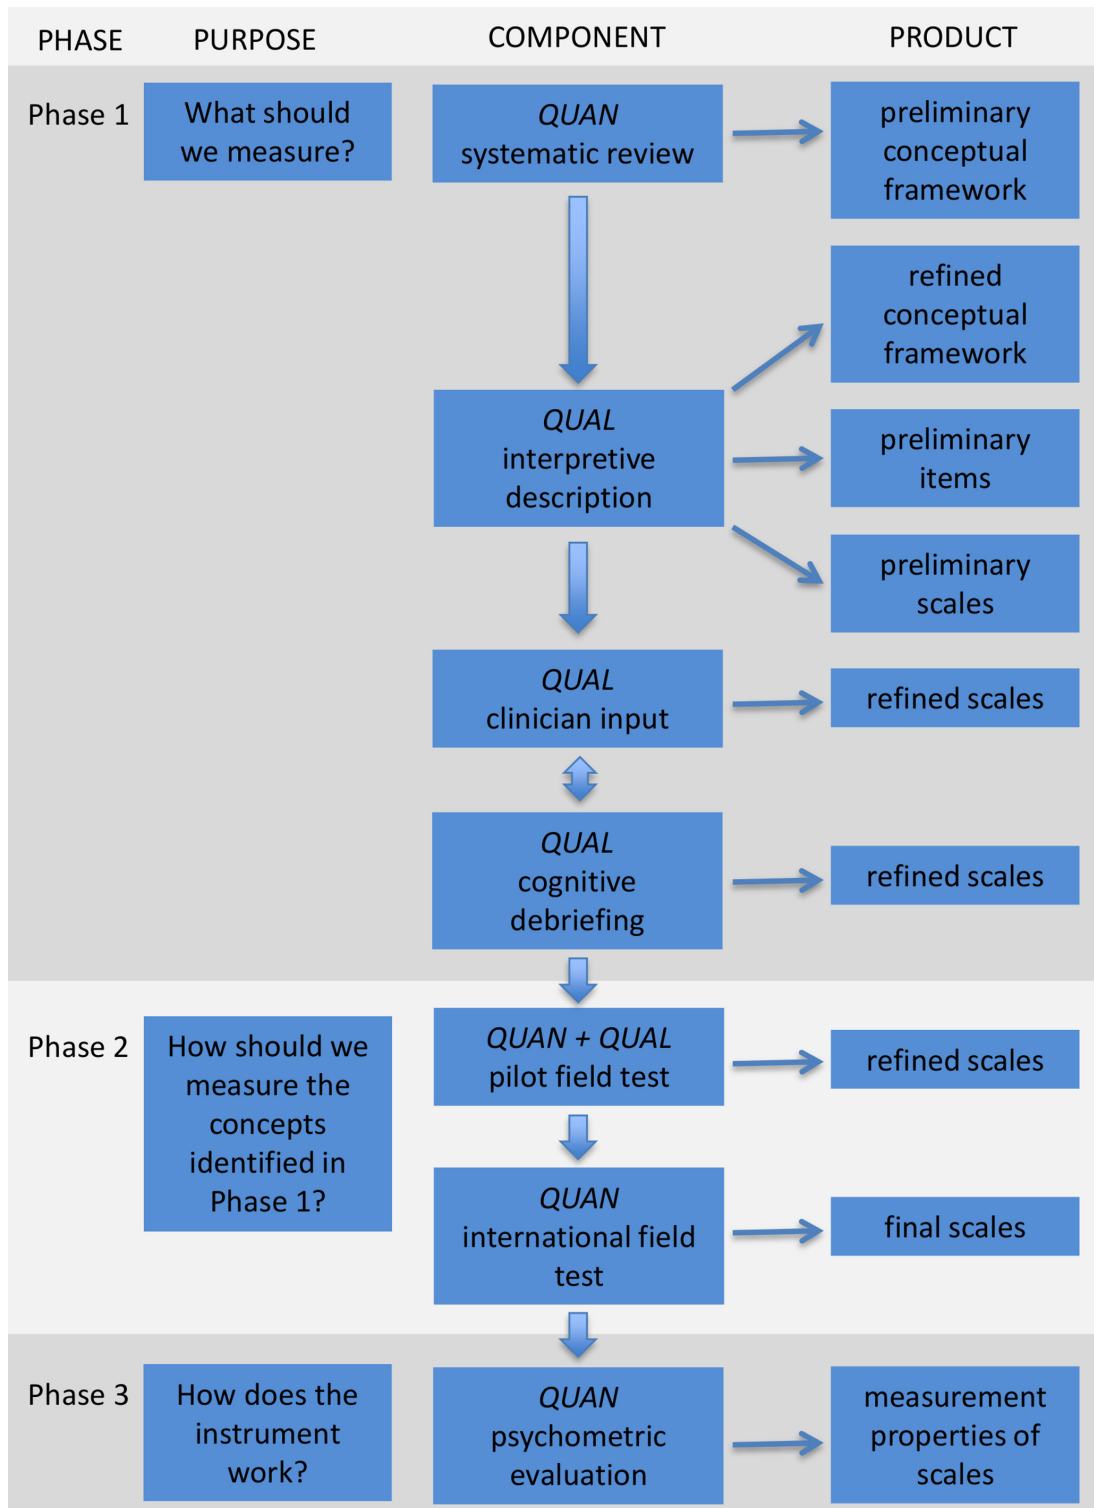 PHASE PURPOSE COMPONENT PRODUCT
Phase 1
What should
we measure?
QUAN
systematic review
preliminary
conceptual
framework
refined
conceptual
framework
QUAL
interpretive
description
preliminary
items
preliminary
scales
QUAL
clinician input
refined scales
QUAL
cognitive
debriefing
refined scales
Phase 2
How should we
measure the
concepts
identified in
Phase 1?
QUAN + QUAL
pilot field test
refined scales
QUAN
international field
test
final scales
Phase 3
How does the
instrument
work?
QUAN
psychometric
evaluation
measurement
properties of
scales